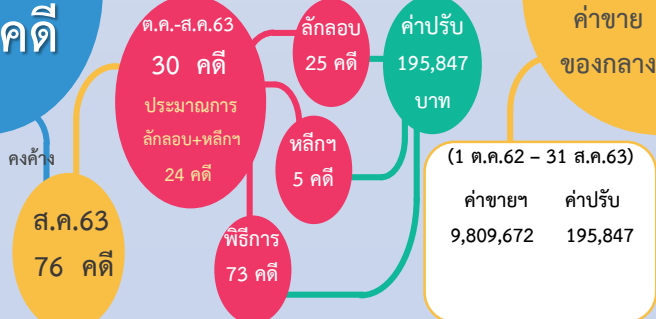 คดี
คงค้าง
ส.ค.63
76 คดี
ต.ค.-ส.ค.63
30 คดี
ประมาณการ
ลักลอบ+หลีกฯ
24 คดี
ลักลอบ
25 คดี
หลีกฯ
5 คดี
พิธีการ
73 คดี
ค่าปรับ
195,847
บาท
ค่าขาย
ของกลาง
(1 ต.ค.62 – 31 ส.ค.63)
ค่าขายฯ ค่าปรับ
9,809,672 195,847